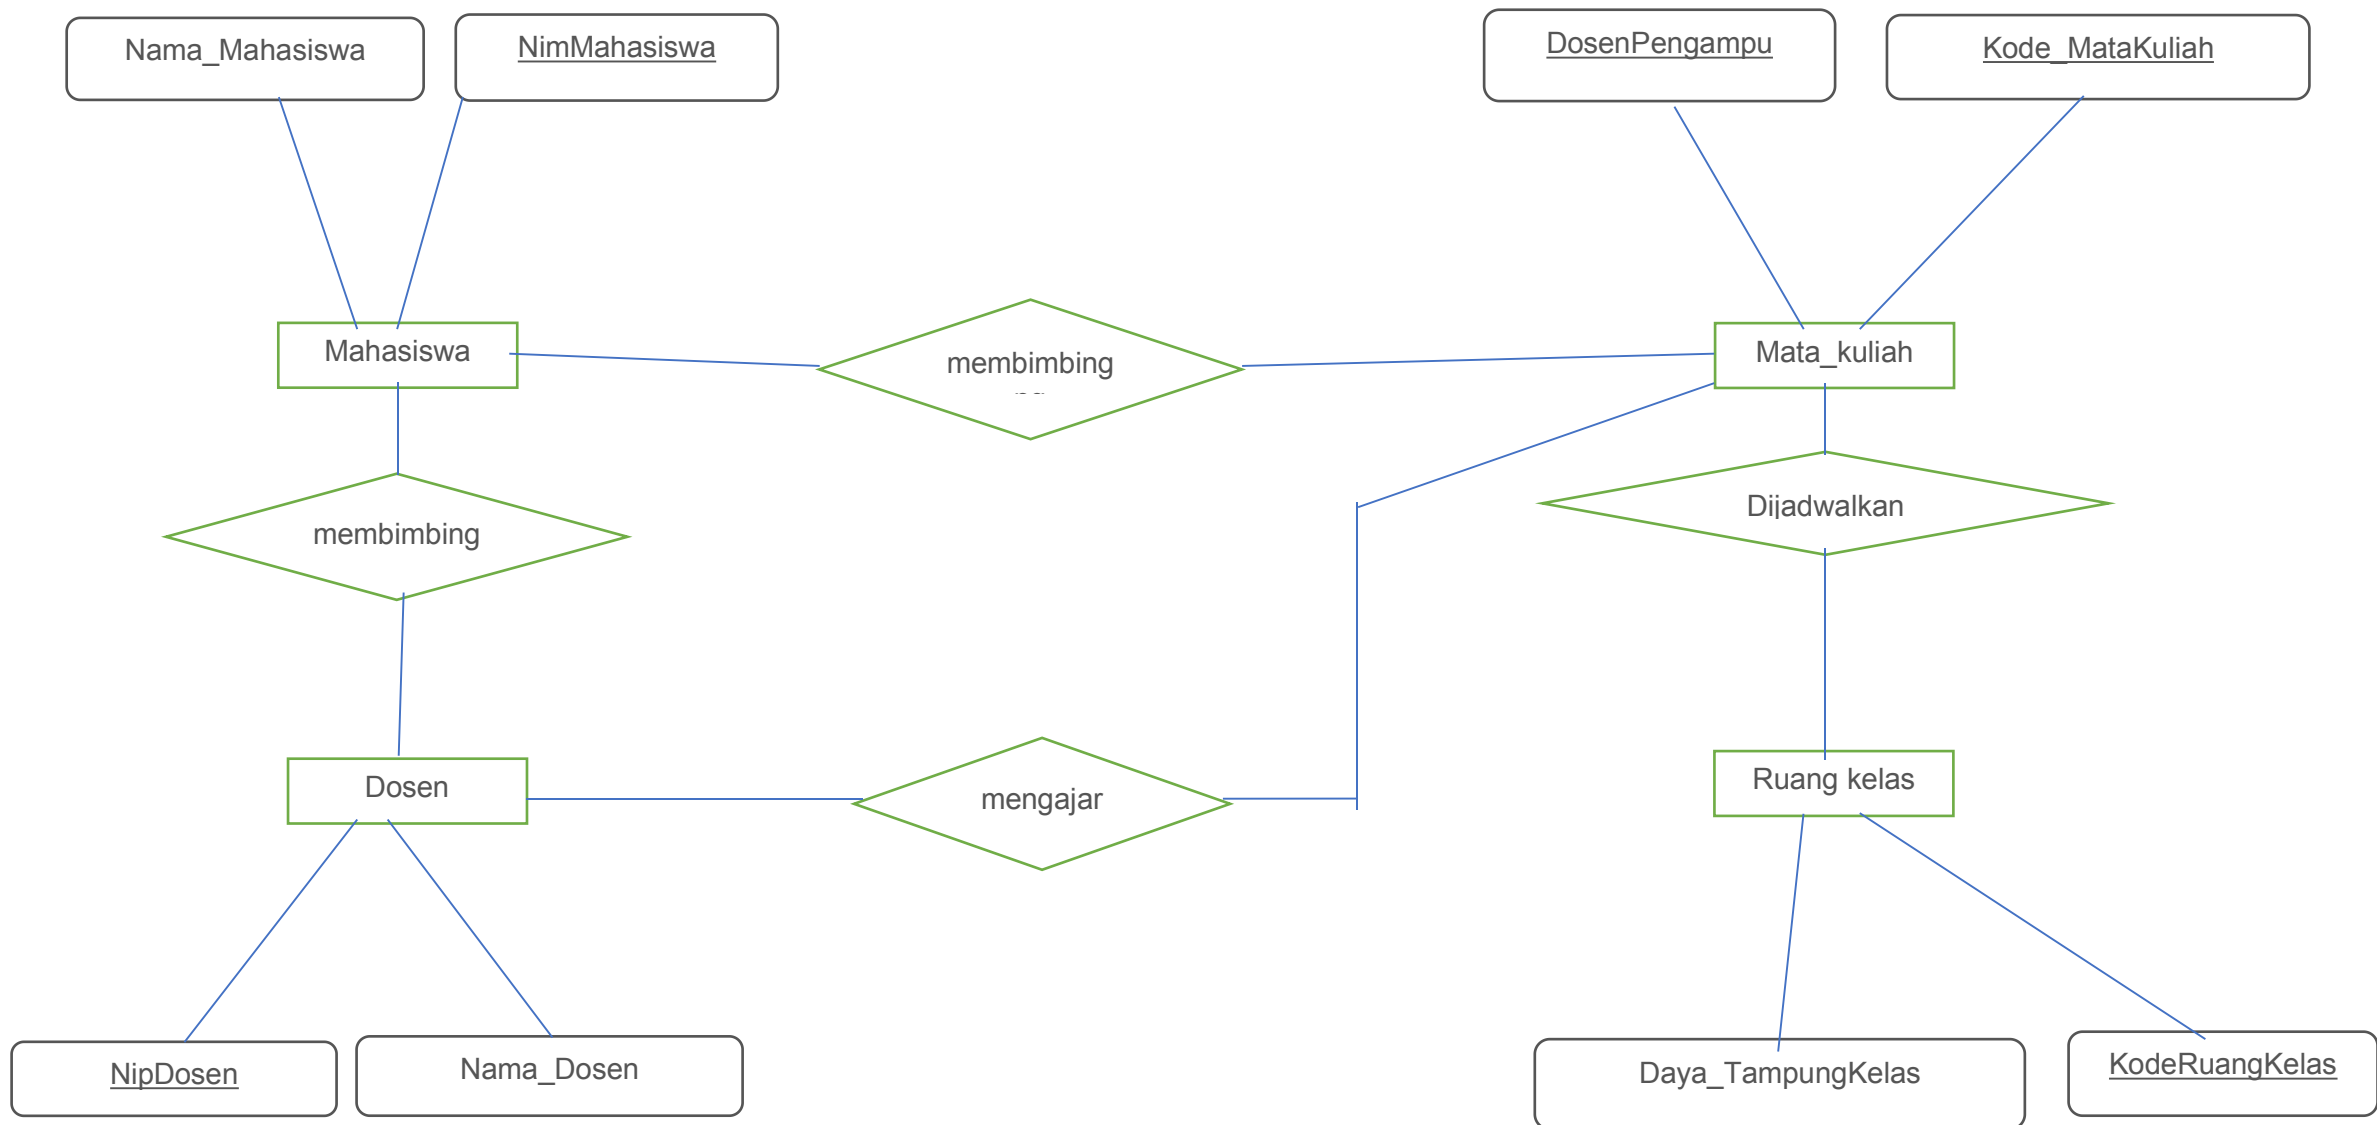 Nama_Mahasiswa
NimMahasiswa
DosenPengampu
Kode_MataKuliah
Mahasiswa
membimbing
Mata_kuliah
membimbing
Dijadwalkan
Dosen
mengajar
Ruang kelas
NipDosen
Nama_Dosen
Daya_TampungKelas
KodeRuangKelas